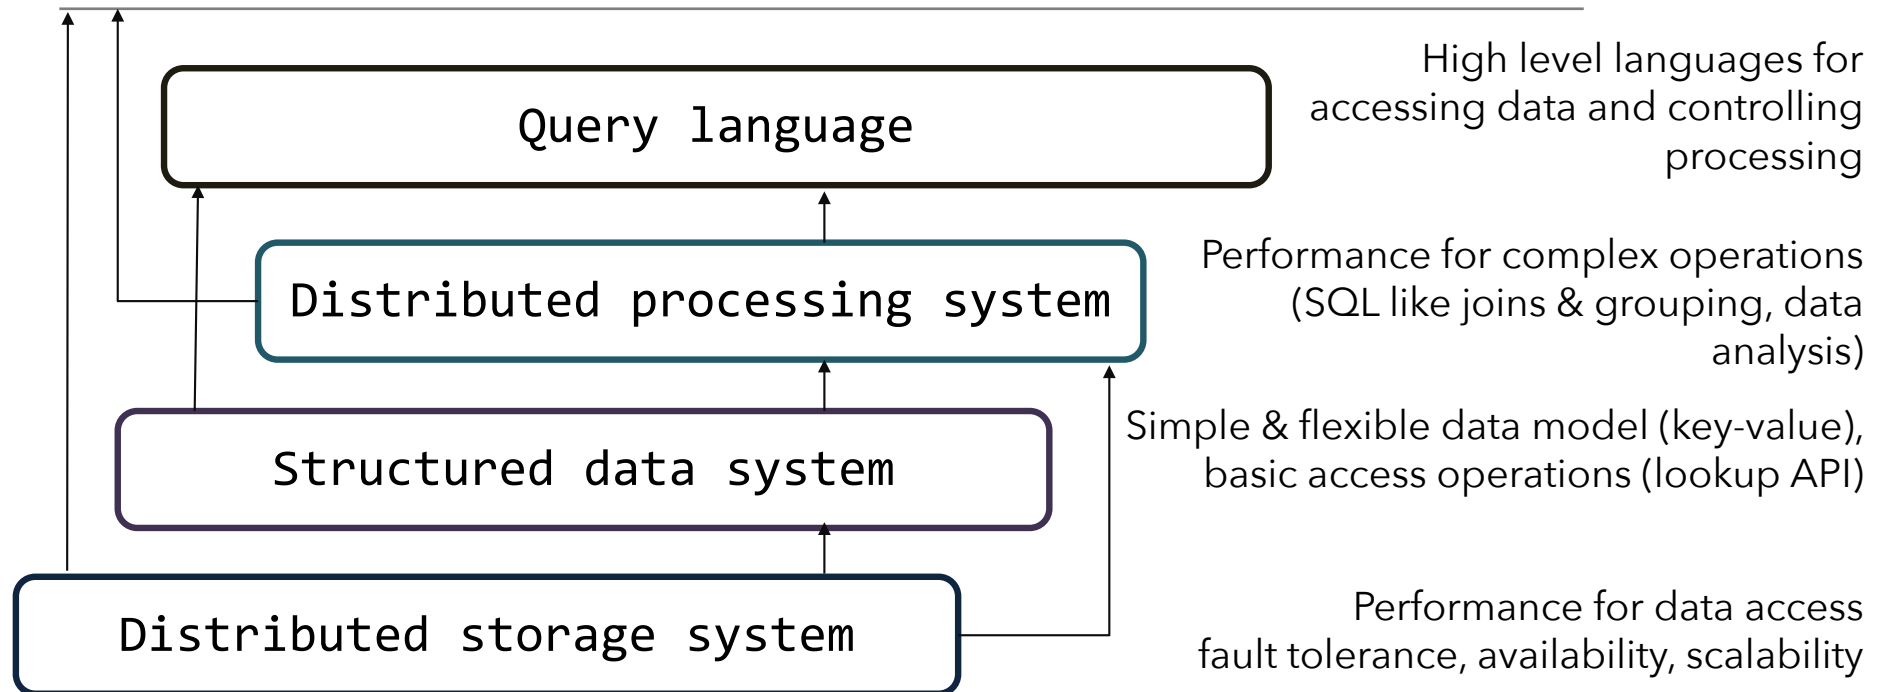 High level languages for
accessing data and controlling
processing
Query language
Performance for complex operations
(SQL like joins & grouping, data
analysis)
Distributed processing system
Simple & flexible data model (key-value),
basic access operations (lookup API)
Structured data system
Performance for data access
fault tolerance, availability, scalability
Distributed storage system